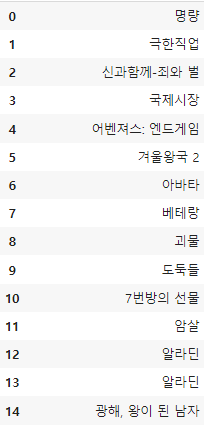 0 명량
1 극한직업
2 신과함께-죄와 벌
3 국제시장
4 어벤져스: 엔드게임
5 겨울왕국 2
6 아바타
7 베테랑
8 괴물
9 도둑들
10 7번방의 선물
11 암살
12 알라딘
13 알라딘
14 광해, 왕이 된 남자